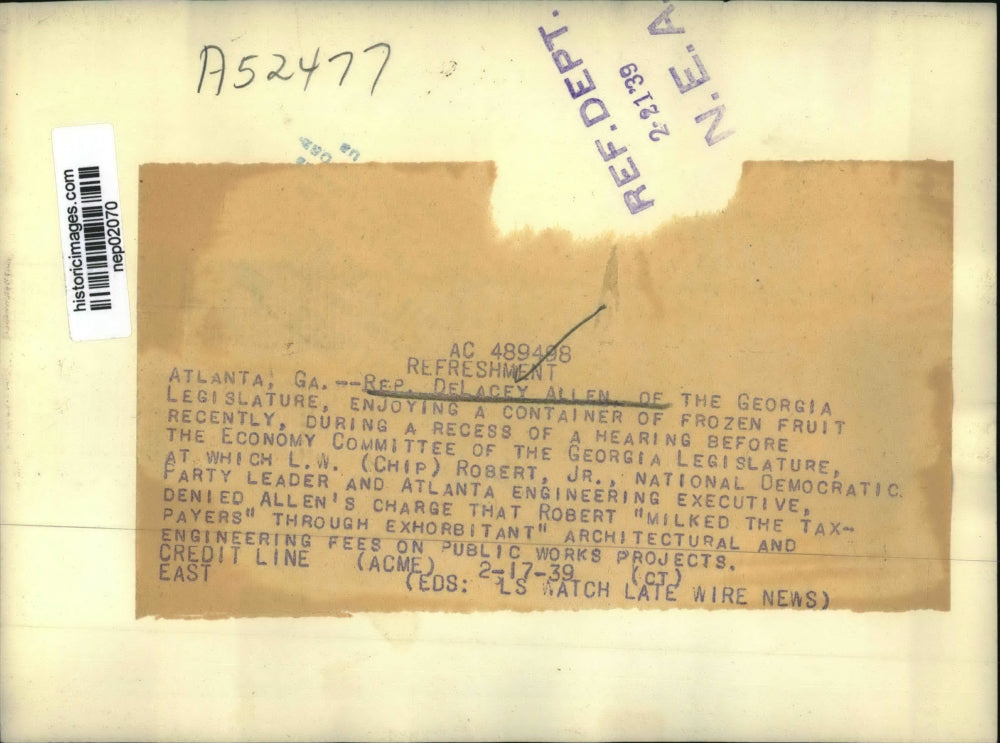 A52477
REF. DEPT.
2-21'39
N.E.A.
historicimages.com
nep02070
AC 489498
REFRESHMENT
ATLANTA, GA.--REP. DELACEY ALLEN, OF THE GEORGIA
LEGISLATURE, ENJOYING A CONTAINER OF FROZEN FRUIT
RECENTLY, DURING A RECESS OF A HEARING BEFORE
THE ECONOMY COMMITTEE OF THE GEORGIA LEGISLATURE,
AT WHICH L.W. (CHIP) ROBERT, JR., NATIONAL DEMOCRATIC
PARTY LEADER AND ATLANTA ENGINEERING EXECUTIVE,
DENIED ALLEN'S CHARGE THAT ROBERT "MILKED THE TAX-
PAYERS" THROUGH EXHORBITANT" ARCHITECTURAL AND
ENGINEERING FEES ON PUBLIC WORKS PROJECTS.
CREDIT LINE (ACME) 2-17-39 (CT)
EAST (EDS: LS WATCH LATE WIRE NEWS)